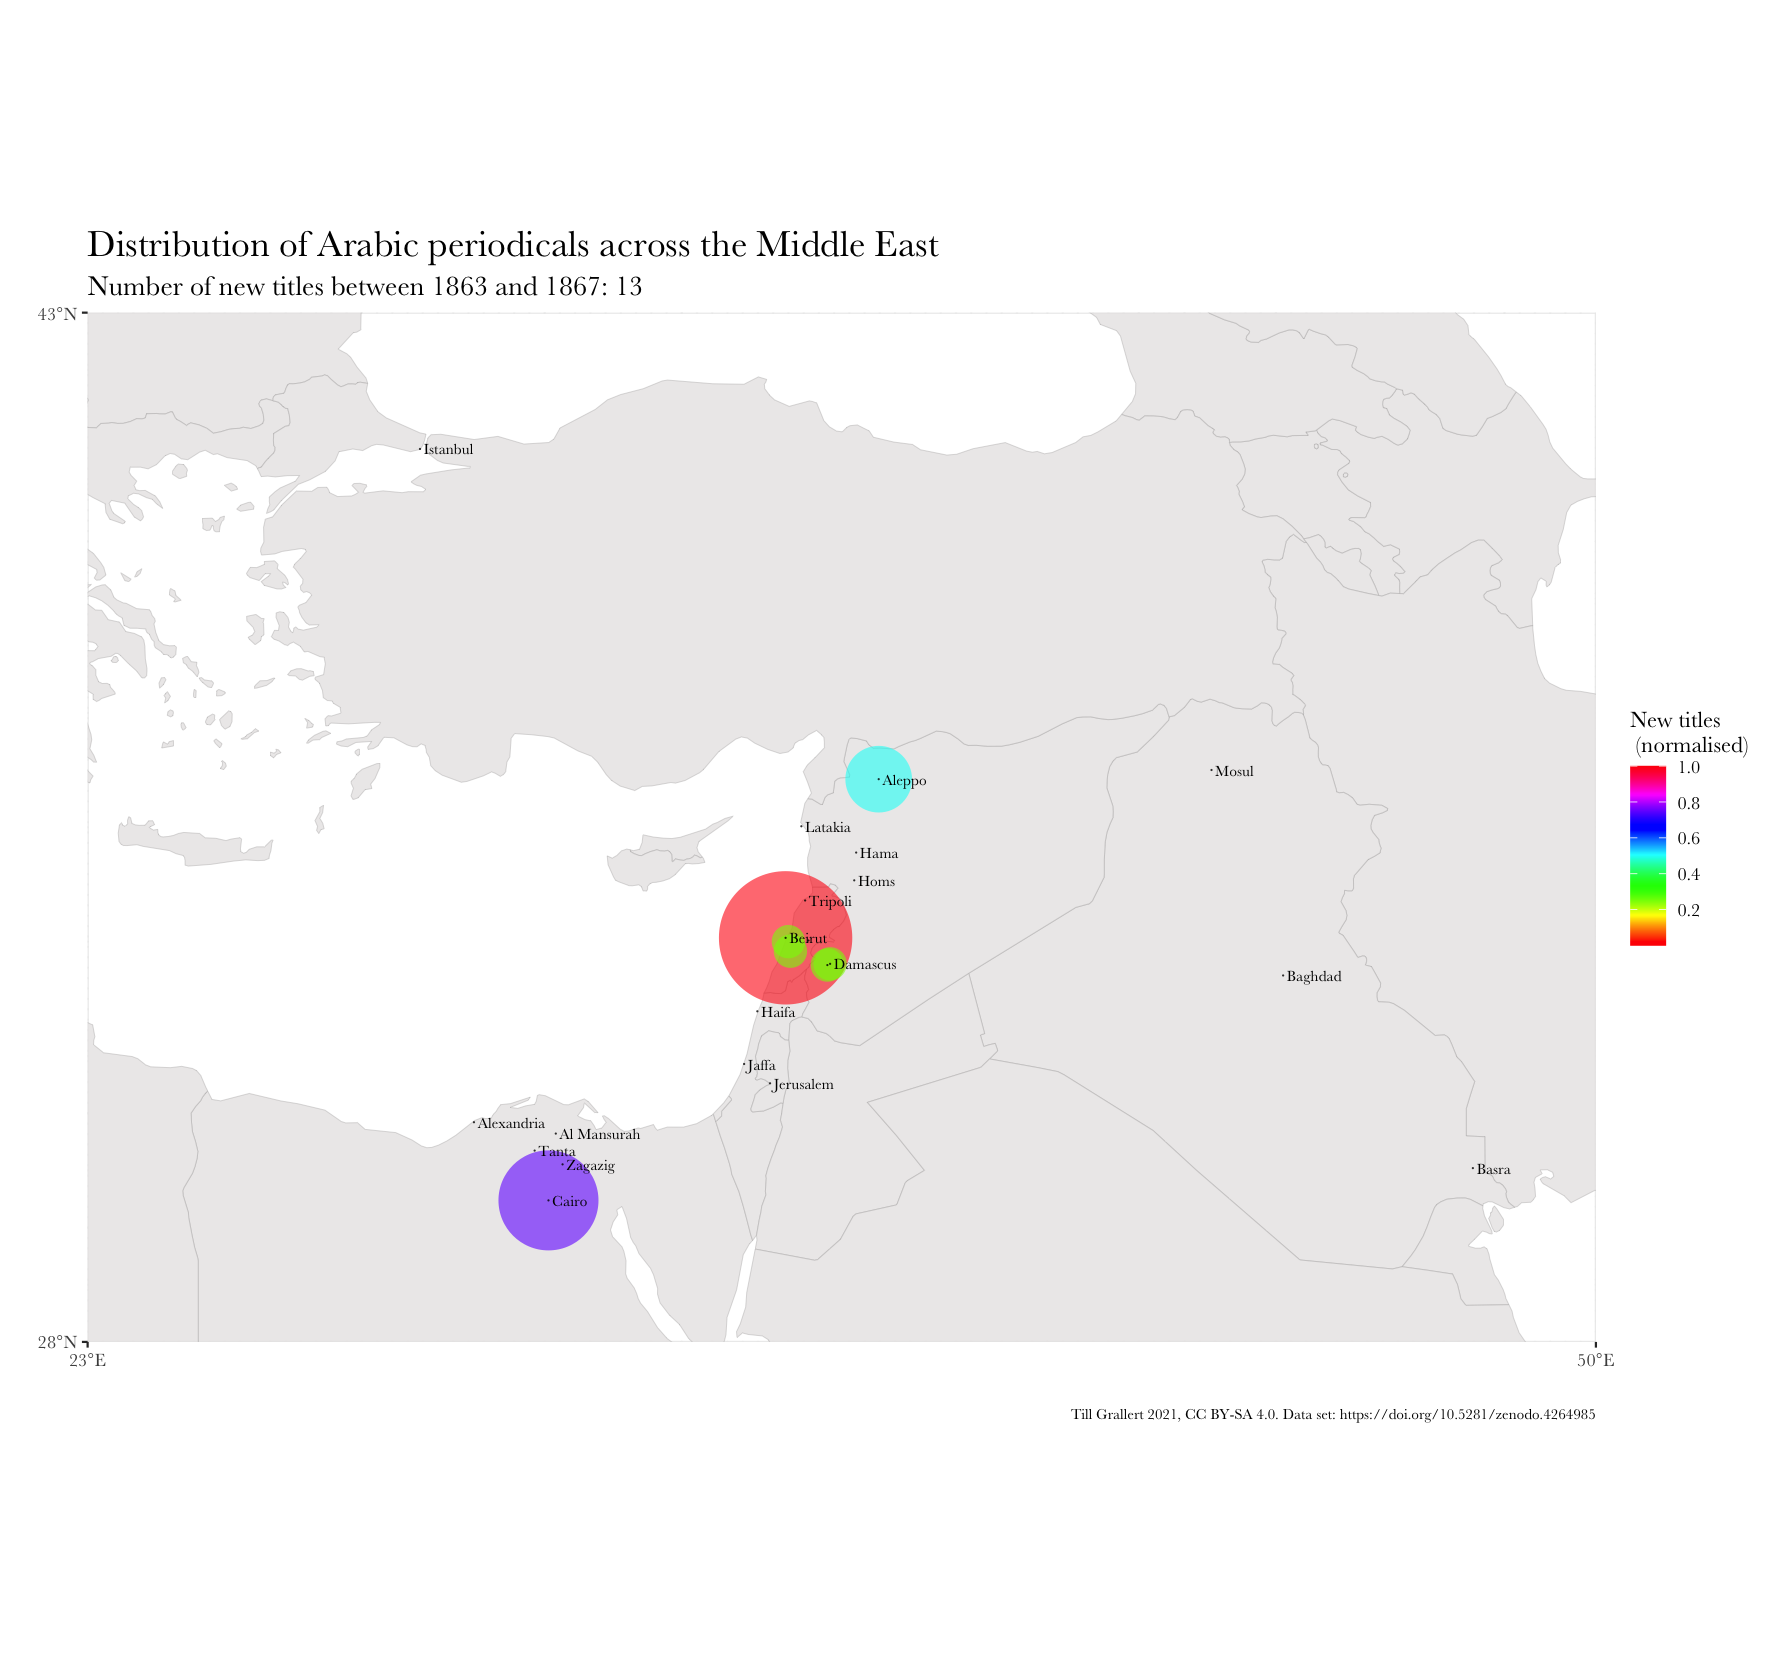 Distribution of Arabic periodicals across the Middle East
Number of new titles between 1863 and 1867: 13
43°N
Istanbul
New titles
(normalised)
1.0
0.8
0.6
0.4
0.2
Mosul
Aleppo
Latakia
Hama
Homs
Tripoli
Beirut
Damascus
Baghdad
Haifa
Jaffa
Jerusalem
Alexandria
Al Mansurah
Tanta
Zagazig
Basra
Cairo
28°N
23°E
50°E
Till Grallert 2021, CC BY-SA 4.0. Data set: https://doi.org/10.5281/zenodo.4264985